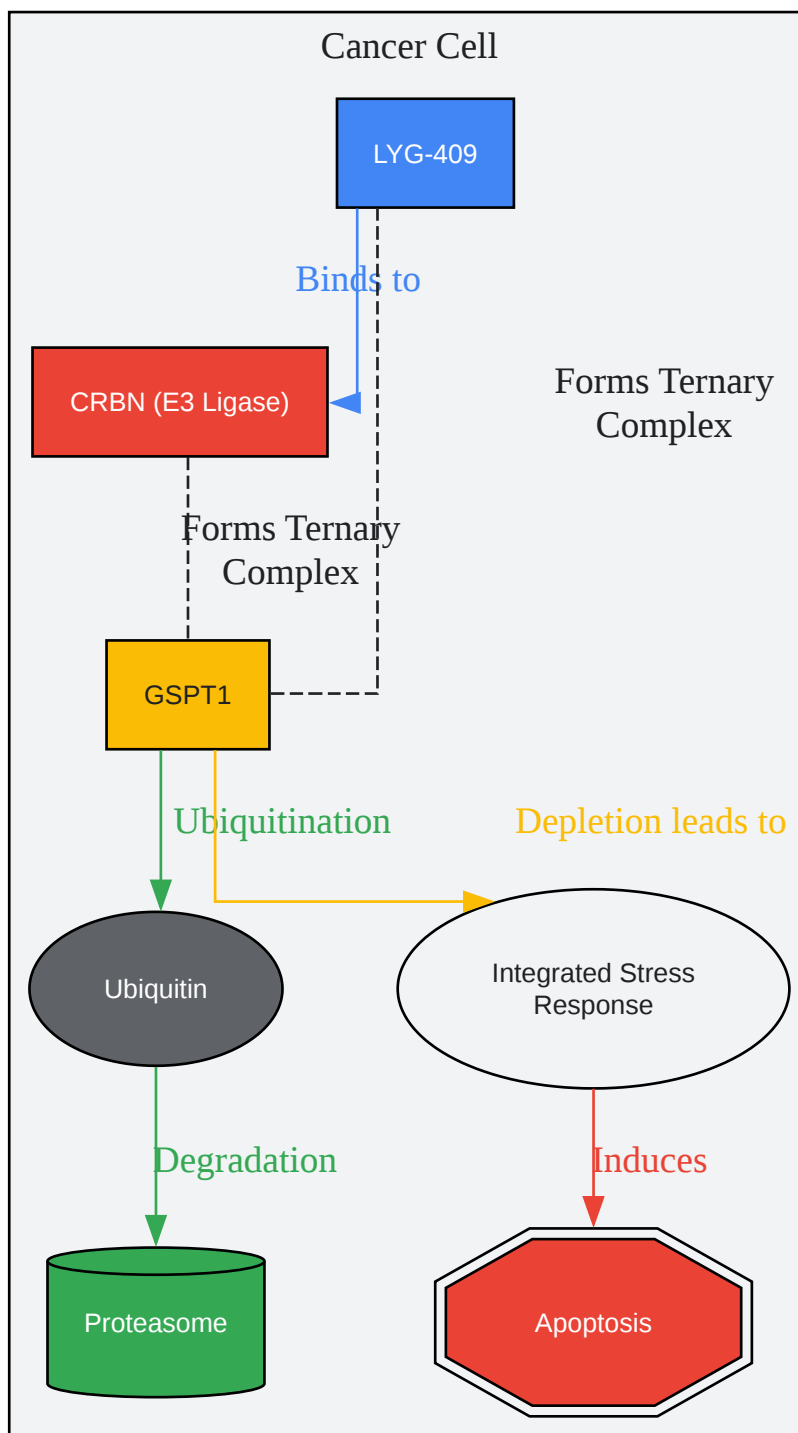 Cancer Cell
LYG-409
Binds to
CRBN (E3 Ligase)
Forms Ternary
Complex
Forms Ternary
Complex
GSPT1
Ubiquitination
Depletion leads to
Ubiquitin
Integrated Stress
Response
Degradation
Induces
Proteasome
Apoptosis